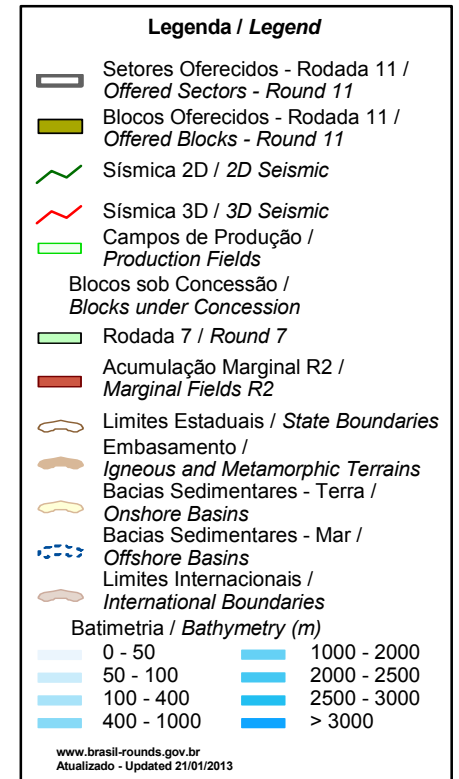 Legenda / Legend
Setores Oferecidos - Rodada 11 /
Offered Sectors - Round 11
Blocos Oferecidos - Rodada 11 /
Offered Blocks - Round 11
Sísmica 2D / 2D Seismic
Sísmica 3D / 3D Seismic
Campos de Produção /
Production Fields
Blocos sob Concessão /
Blocks under Concession
Rodada 7 / Round 7
Acumulação Marginal R2 /
Marginal Fields R2
Limites Estaduais / State Boundaries
Embasamento /
Igneous and Metamorphic Terrains
Bacias Sedimentares - Terra /
Onshore Basins
Bacias Sedimentares - Mar /
Offshore Basins
Limites Internacionais /
International Boundaries
Batimetria / Bathymetry (m)
0 - 50
50 - 100
100 - 400
400 - 1000
1000 - 2000
2000 - 2500
2500 - 3000
> 3000
www.brasil-rounds.gov.br
Atualizado - Updated 21/01/2013